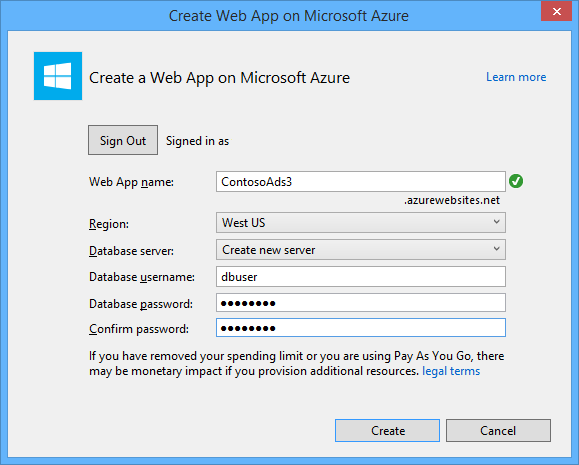 Create Web App on Microsoft Azure
Create a Web App on Microsoft Azure
Learn more
Sign Out Signed in as
Web App name: ContosoAds3
.azurewebsites.net
Region: West US
Database server: Create new server
Database username: dbuser
Database password: ●●●●●●●●
Confirm password: ●●●●●●●●
If you have removed your spending limit or you are using Pay As You Go, there
may be monetary impact if you provision additional resources. legal terms
Create Cancel